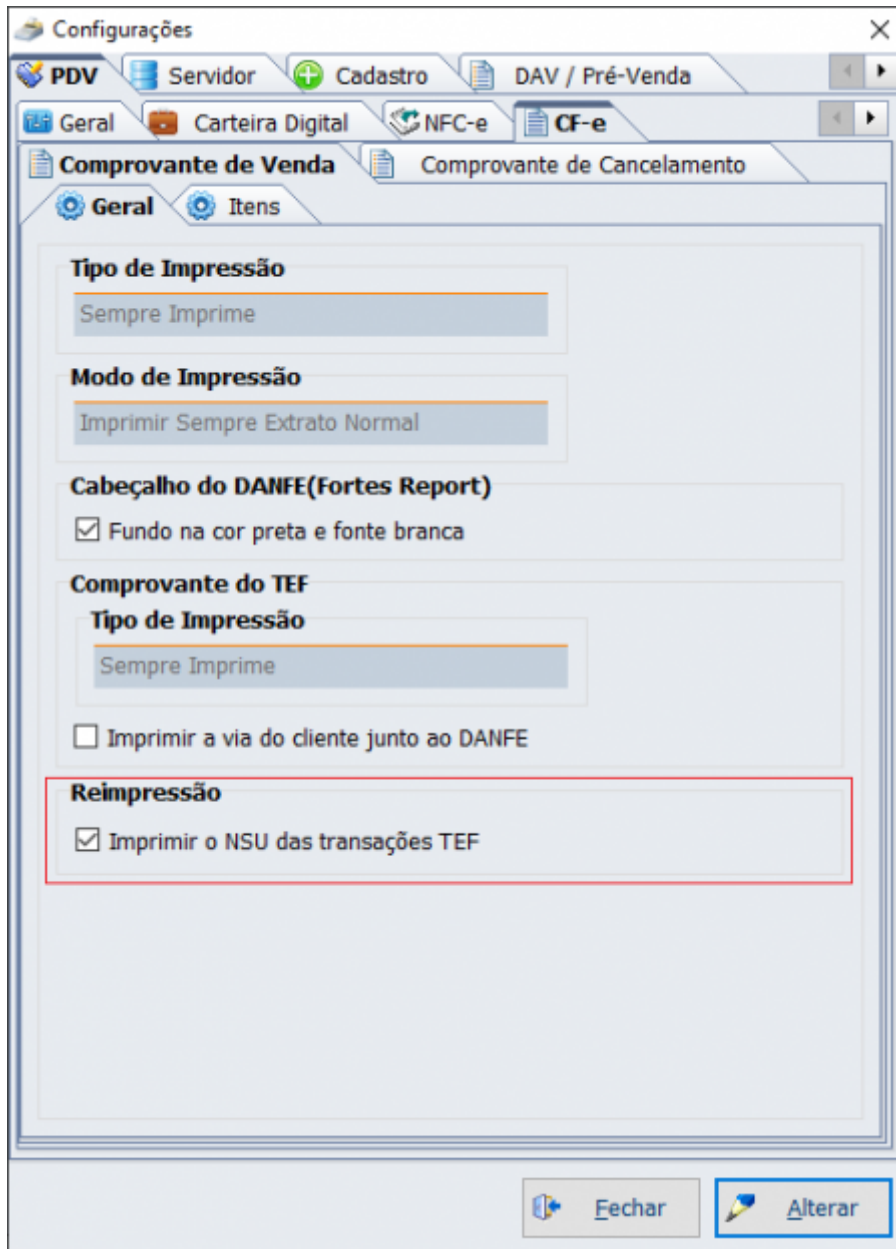 Configurações
PDV Servidor Cadastro DAV / Pré-Venda
Geral Carteira Digital NFC-e CF-e
Comprovante de Venda Comprovante de Cancelamento
Geral Itens
Tipo de Impressão
Sempre Imprime
Modo de Impressão
Imprimir Sempre Extrato Normal
Cabeçalho do DANFE(Fortes Report)
Fundo na cor preta e fonte branca
Comprovante do TEF
Tipo de Impressão
Sempre Imprime
Imprimir a via do cliente junto ao DANFE
Reimpressão
Imprimir o NSU das transações TEF
Fechar Alterar